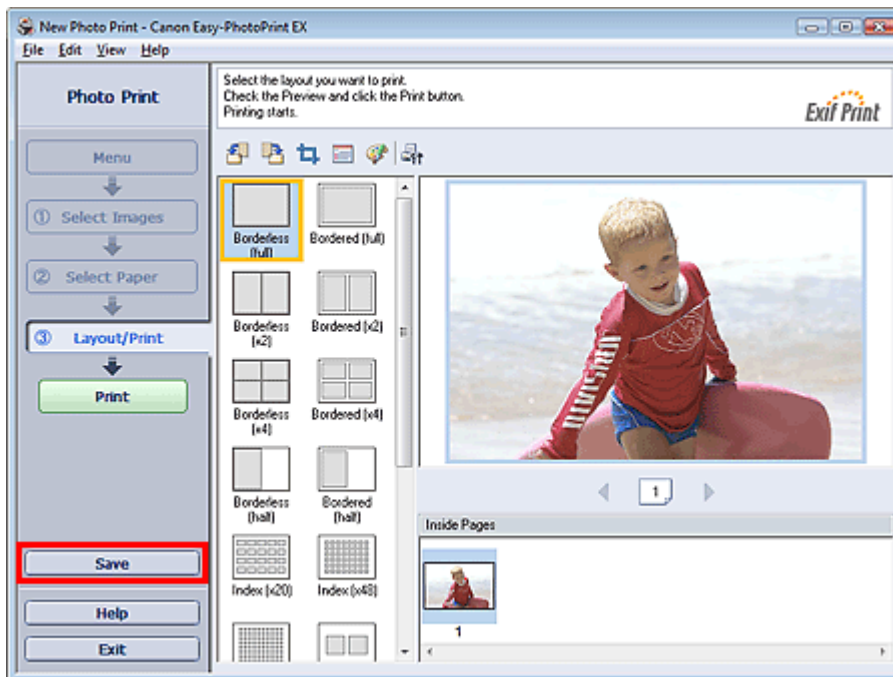 New Photo Print - Canon Easy-PhotoPrint EX
File Edit View Help
Photo Print
Menu
① Select Images
② Select Paper
③ Layout/Print
Print
Save
Help
Exit
Select the layout you want to print.
Check the Preview and click the Print button.
Printing starts.
Exif Print
Borderless
(full)
Bordered (full)
Borderless
(x2)
Bordered (x2)
Borderless
(x4)
Bordered (x4)
Borderless
(half)
Bordered
(half)
Index (x20)
Index (x48)
1
Inside Pages
1